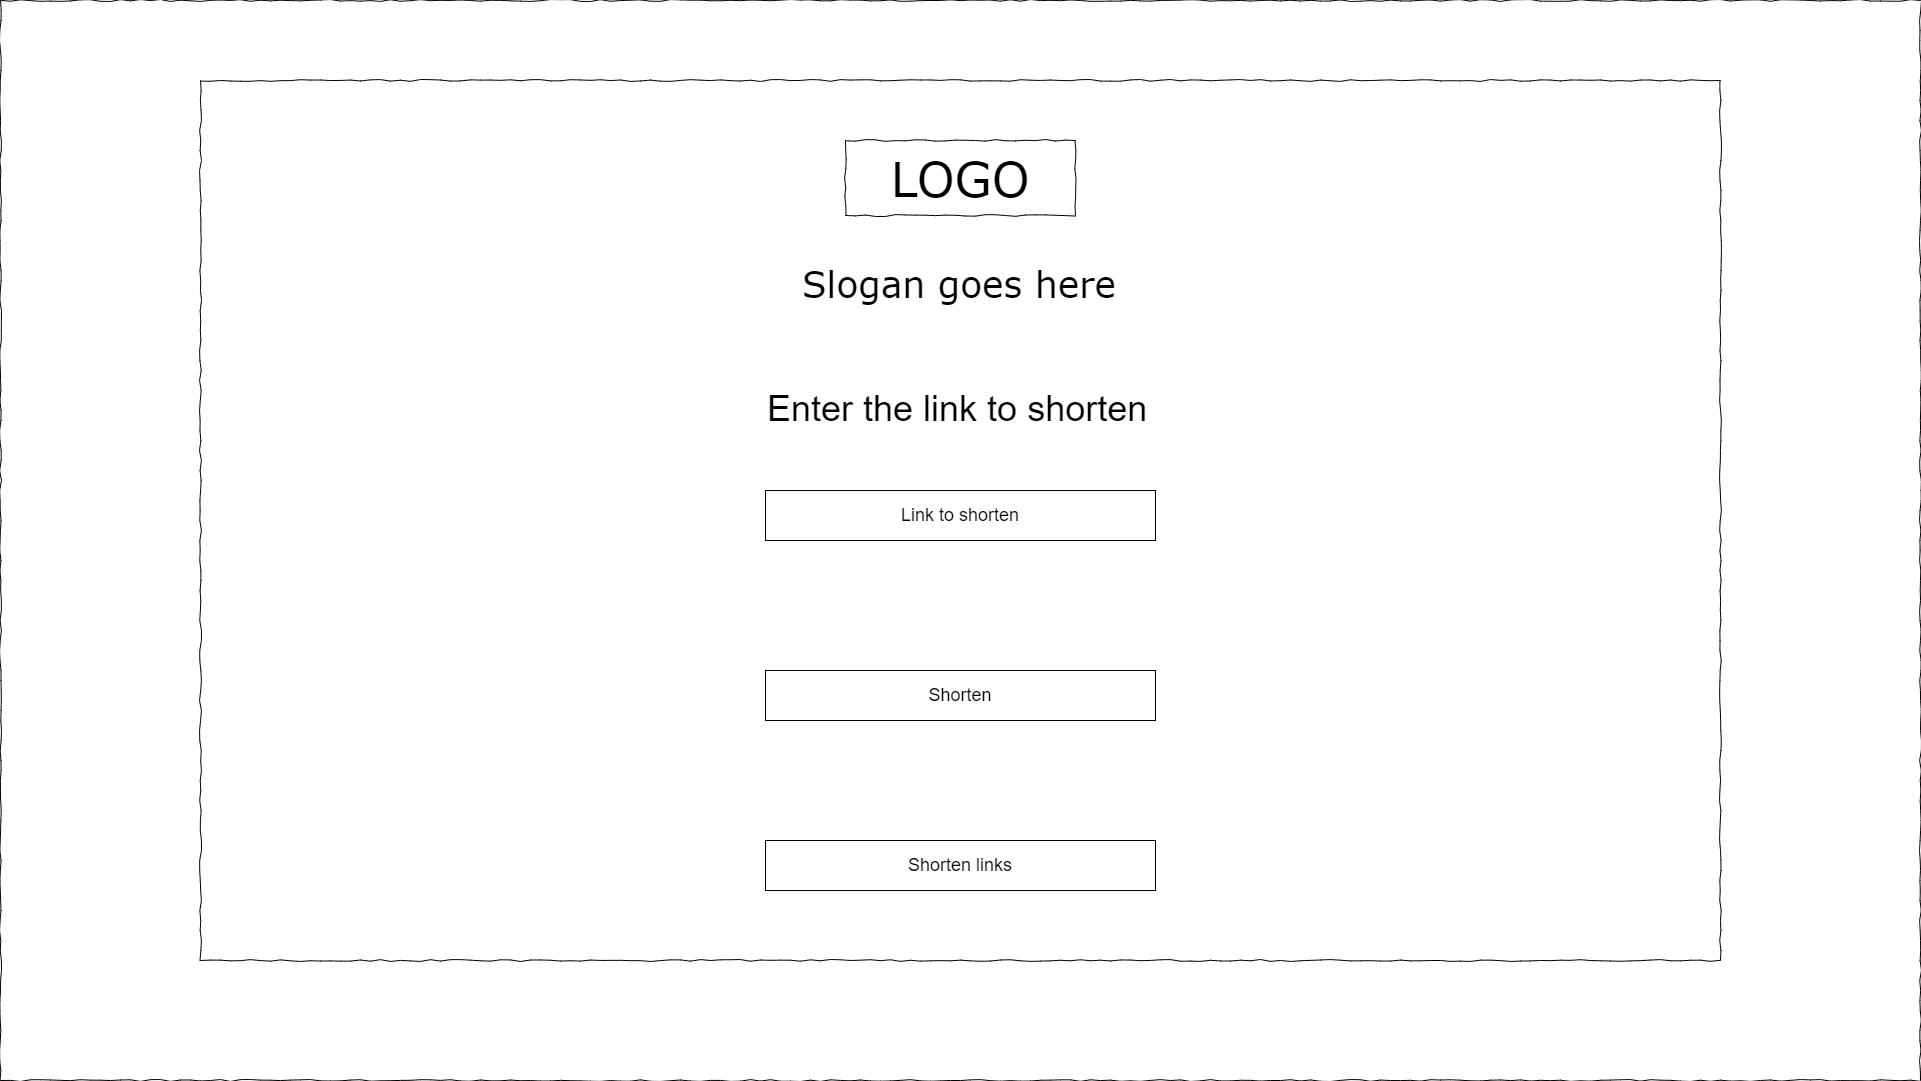 LOGO
Slogan goes here
Enter the link to shorten
Link to shorten
Shorten
Shorten links